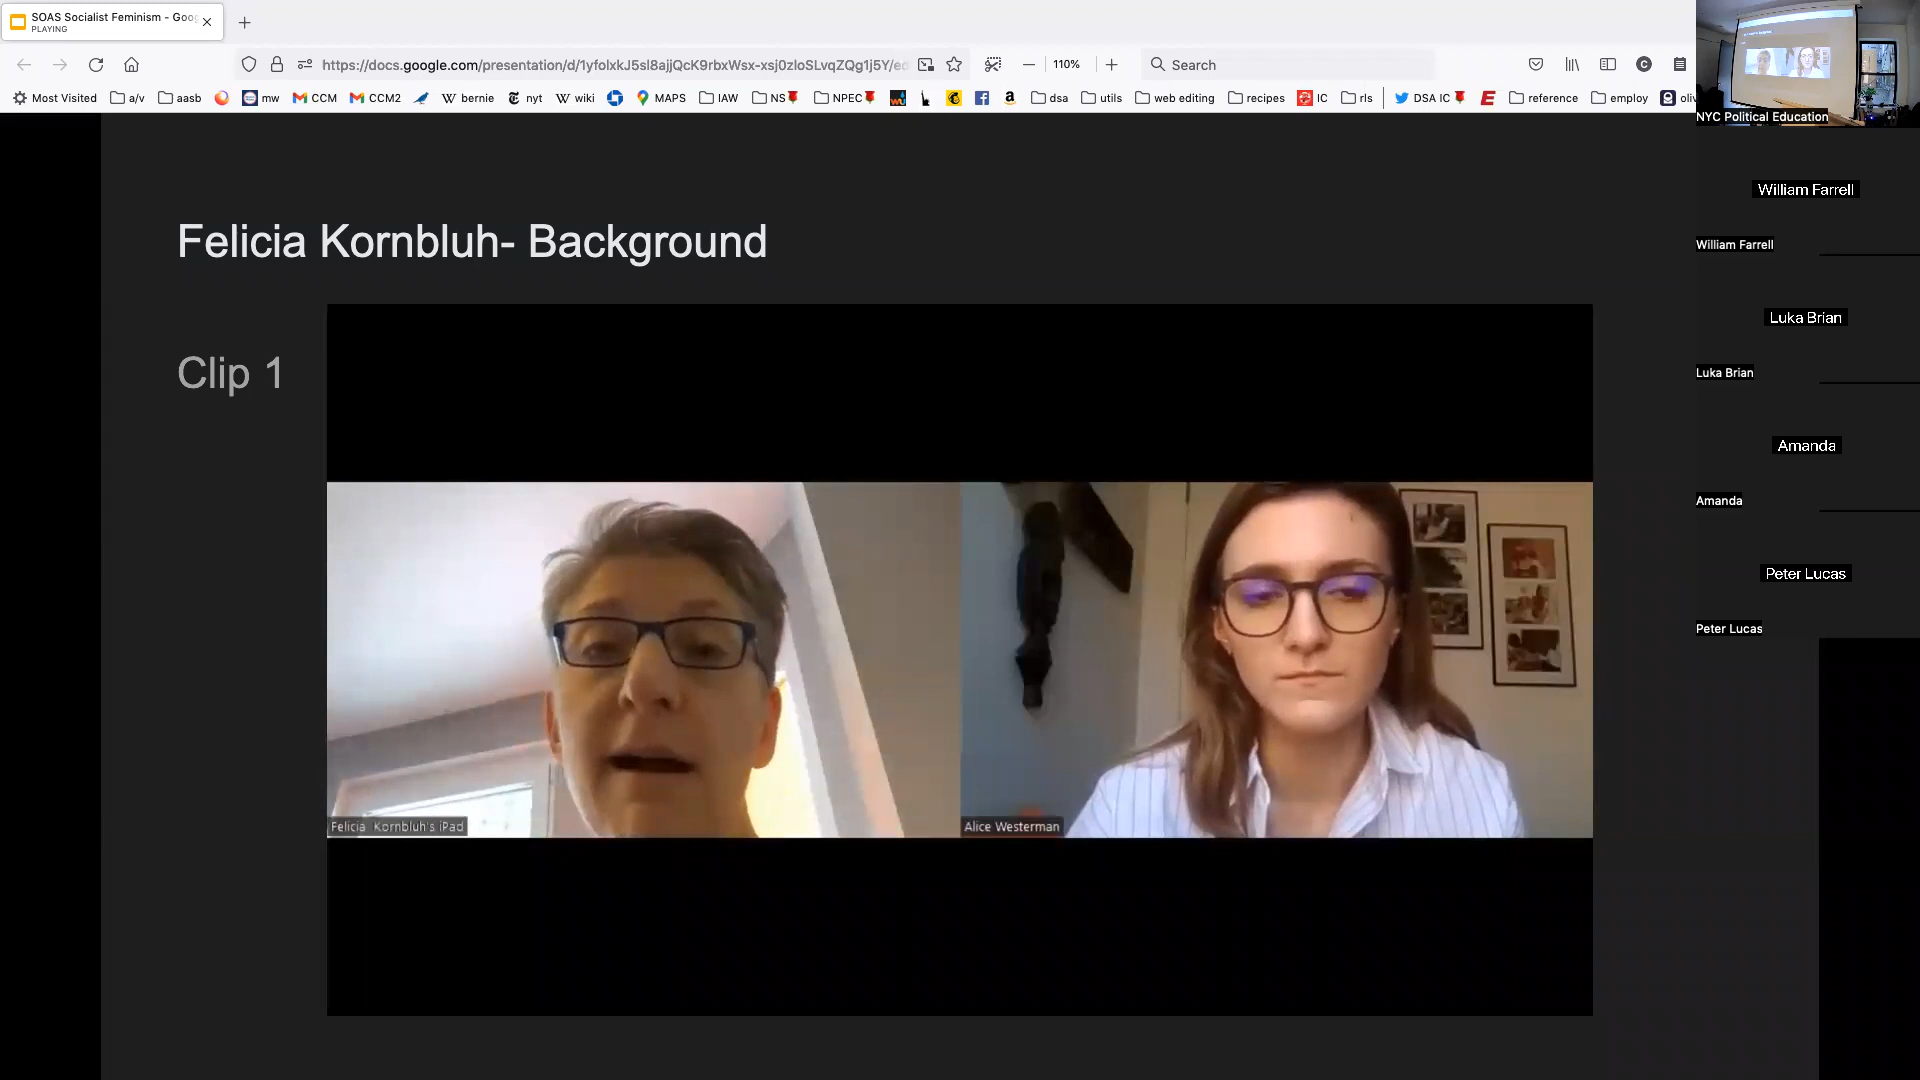 SOAS Socialist Feminism - Goo
PLAYING
https://docs.google.com/presentation/d/1yfolxkJ5sl8ajjQcK9rbxWsx-xsj0zloSLvqZQg1j5Y/ed
110%
Search
Most Visited
a/v
aasb
mw
CCM
CCM2
bernie
nyt
wiki
MAPS
IAW
NS
NPEC
dsa
utils
web editing
recipes
IC
rls
DSA IC
reference
employ
oliv
NYC Political Education
William Farrell
William Farrell
Felicia Kornbluh- Background
Luka Brian
Clip 1
Luka Brian
Amanda
Amanda
Peter Lucas
Peter Lucas
Felicia Kornbluh's iPad
Alice Westerman